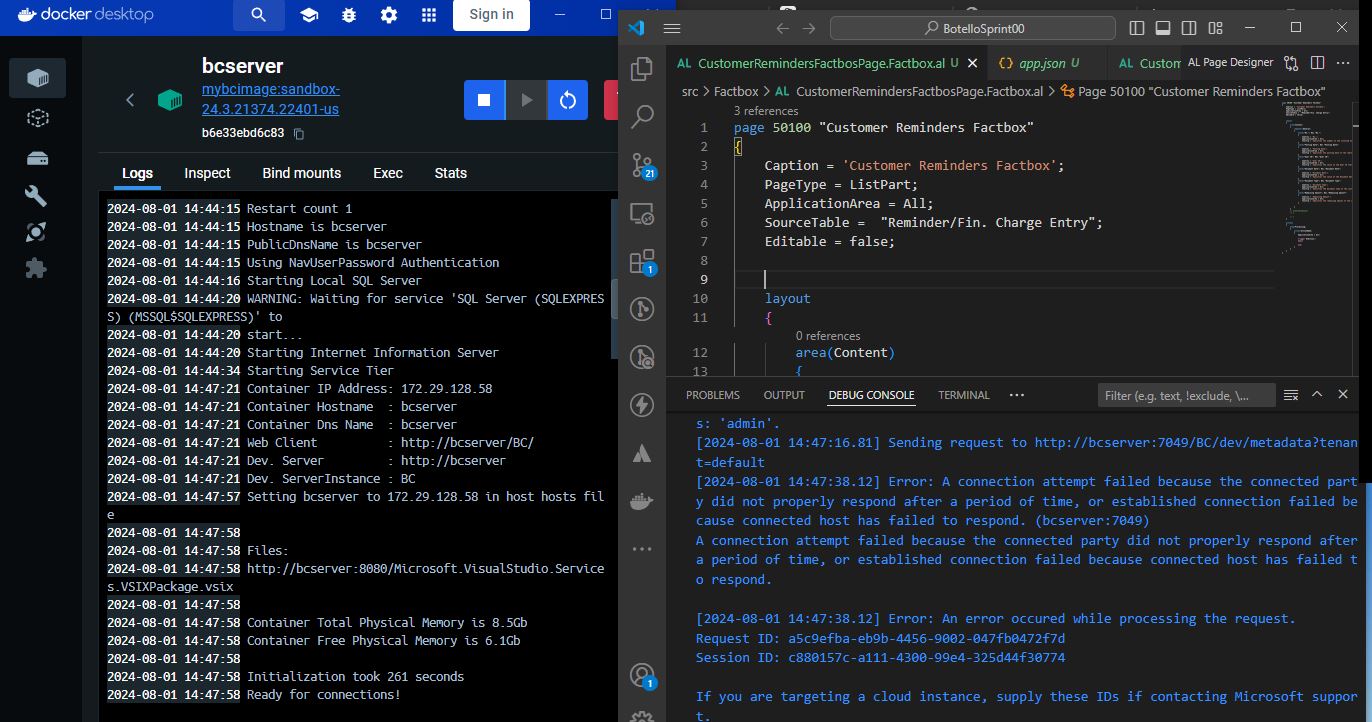 docker desktop
Sign in
bcserver
mybcimage:sandbox-
24.3.21374.22401-us
b6e33ebd6c83
Logs
Inspect
Bind mounts
Exec
Stats
2024-08-01 14:44:15 Restart count 1
2024-08-01 14:44:15 Hostname is bcserver
2024-08-01 14:44:15 PublicDnsName is bcserver
2024-08-01 14:44:15 Using NavUserPassword Authentication
2024-08-01 14:44:16 Starting Local SQL Server
2024-08-01 14:44:20 WARNING: Waiting for service 'SQL Server (SQLEXPRES
S) (MSSQL$SQLEXPRESS)' to
2024-08-01 14:44:20 start...
2024-08-01 14:44:20 Starting Internet Information Server
2024-08-01 14:44:34 Starting Service Tier
2024-08-01 14:47:21 Container IP Address: 172.29.128.58
2024-08-01 14:47:21 Container Hostname  : bcserver
2024-08-01 14:47:21 Container Dns Name  : bcserver
2024-08-01 14:47:21 Web Client          : http://bcserver/BC/
2024-08-01 14:47:21 Dev. Server         : http://bcserver
2024-08-01 14:47:21 Dev. ServerInstance : BC
2024-08-01 14:47:57 Setting bcserver to 172.29.128.58 in host hosts fil
e
2024-08-01 14:47:58
2024-08-01 14:47:58 Files:
2024-08-01 14:47:58 http://bcserver:8080/Microsoft.VisualStudio.Service
s.VSIXPackage.vsix
2024-08-01 14:47:58
2024-08-01 14:47:58 Container Total Physical Memory is 8.5Gb
2024-08-01 14:47:58 Container Free Physical Memory is 6.1Gb
2024-08-01 14:47:58
2024-08-01 14:47:58 Initialization took 261 seconds
2024-08-01 14:47:58 Ready for connections!
BotelloSprint00
21
1
1
AL CustomerRemindersFactbosPage.Factbox.al U
{} app.json U
AL Custom
AL Page Designer
src > Factbox > AL CustomerRemindersFactbosPage.Factbox.al > Page 50100 "Customer Reminders Factbox"
3 references
1 page 50100 "Customer Reminders Factbox"
2 {
3 Caption = 'Customer Reminders Factbox';
4 PageType = ListPart;
5 ApplicationArea = All;
6 SourceTable =  "Reminder/Fin. Charge Entry";
7 Editable = false;
8
9
10 layout
11 {
0 references
12 area(Content)
13 {
PROBLEMS
OUTPUT
DEBUG CONSOLE
TERMINAL
Filter (e.g. text, !exclude, \...
s: 'admin'.
[2024-08-01 14:47:16.81] Sending request to http://bcserver:7049/BC/dev/metadata?tenan
t=default
[2024-08-01 14:47:38.12] Error: A connection attempt failed because the connected part
y did not properly respond after a period of time, or established connection failed be
cause connected host has failed to respond. (bcserver:7049)
A connection attempt failed because the connected party did not properly respond after
a period of time, or established connection failed because connected host has failed t
o respond.
[2024-08-01 14:47:38.12] Error: An error occured while processing the request.
Request ID: a5c9efba-eb9b-4456-9002-047fb0472f7d
Session ID: c880157c-a111-4300-99e4-325d44f30774
If you are targeting a cloud instance, supply these IDs if contacting Microsoft suppor
t.